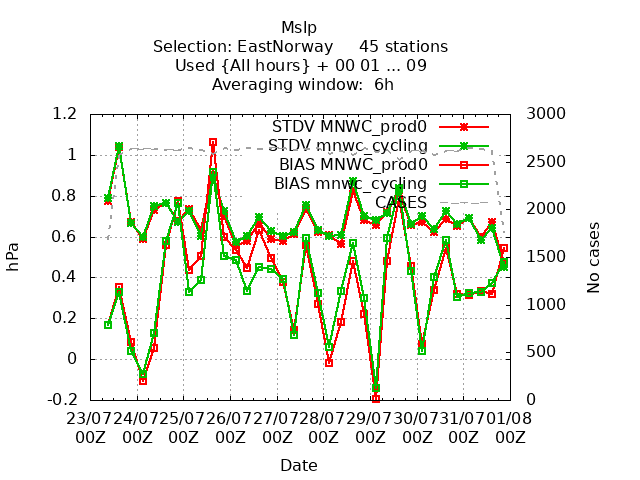 Mslp
Selection: EastNorway     45 stations
Used {All hours} + 00 01 ... 09
Averaging window:  6h
STDV MNWC_prod0
STDV mnwc_cycling
BIAS MNWC_prod0
BIAS mnwc_cycling
CASES
1.2
1
0.8
0.6
0.4
0.2
0
-0.2
hPa
3000
2500
2000
1500
1000
500
0
No cases
23/07 24/07 25/07 26/07 27/07 28/07 29/07 30/07 31/07 01/08
00Z 00Z 00Z 00Z 00Z 00Z 00Z 00Z 00Z 00Z
Date